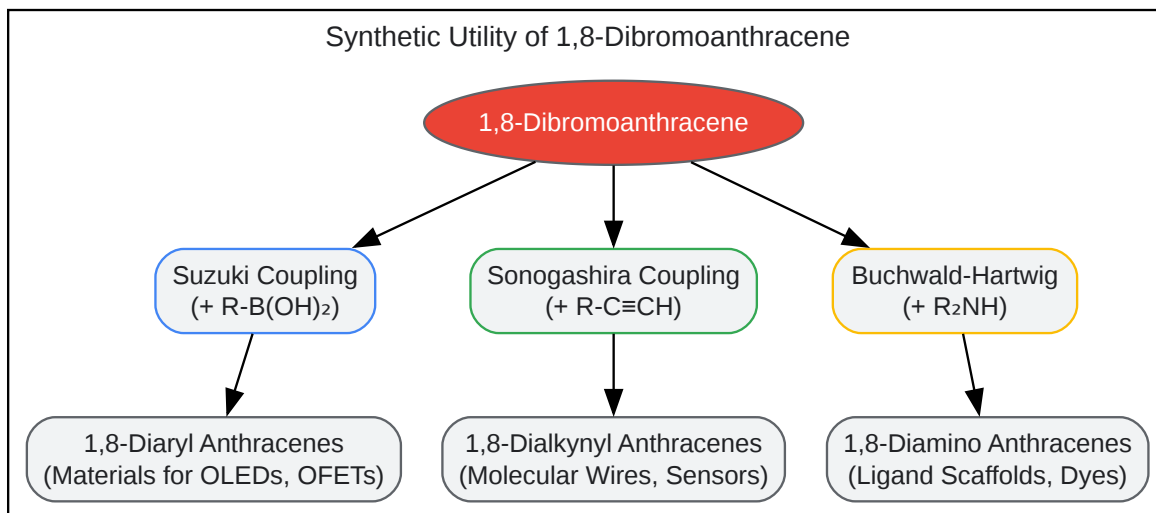 Synthetic Utility of 1,8-Dibromoanthracene
1,8-Dibromoanthracene
Suzuki Coupling
(+ R-B(OH)₂)
Sonogashira Coupling
(+ R-C≡CH)
Buchwald-Hartwig
(+ R₂NH)
1,8-Diaryl Anthracenes
(Materials for OLEDs, OFETs)
1,8-Dialkynyl Anthracenes
(Molecular Wires, Sensors)
1,8-Diamino Anthracenes
(Ligand Scaffolds, Dyes)